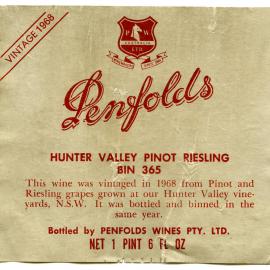 VINTAGE 1968
P W
AUSTRALIA
LTD.
Penfolds
HUNTER VALLEY PINOT RIESLING
BIN 365
This wine was vintaged in 1968 from Pinot and
Riesling grapes grown at our Hunter Valley vine-
yards, N.S.W. It was bottled and binned in the
same year.
Bottled by PENFOLDS WINES PTY. LTD.
NET 1 PINT 6 FL OZ